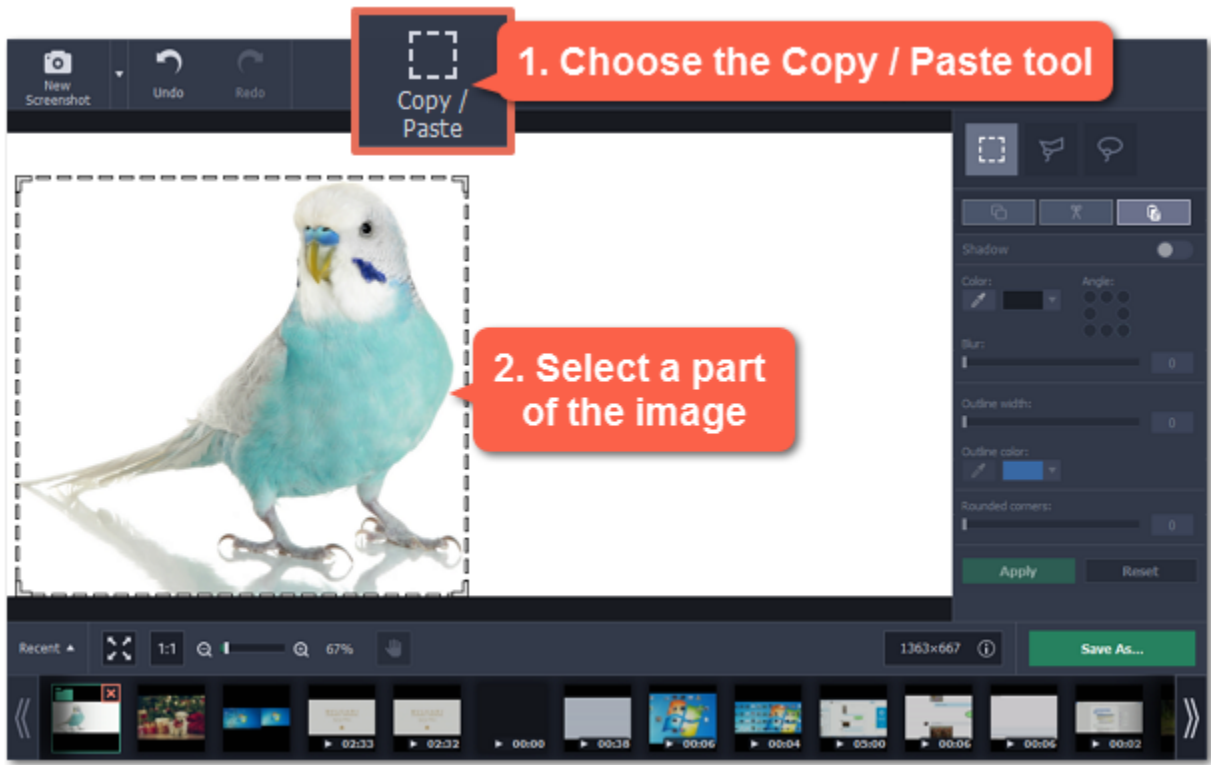 1. Choose the Copy / Paste tool
New
Screenshot
Undo
Redo
Copy /
Paste
2. Select a part
of the image
Shadow
Color:
Angle:
Blur:
0
Outline width:
0
Outline color:
Rounded corners:
0
Apply
Reset
Recent
1:1
67%
1363×667
Save As...
02:33
02:32
00:00
00:38
00:06
00:04
05:00
00:06
00:06
00:02